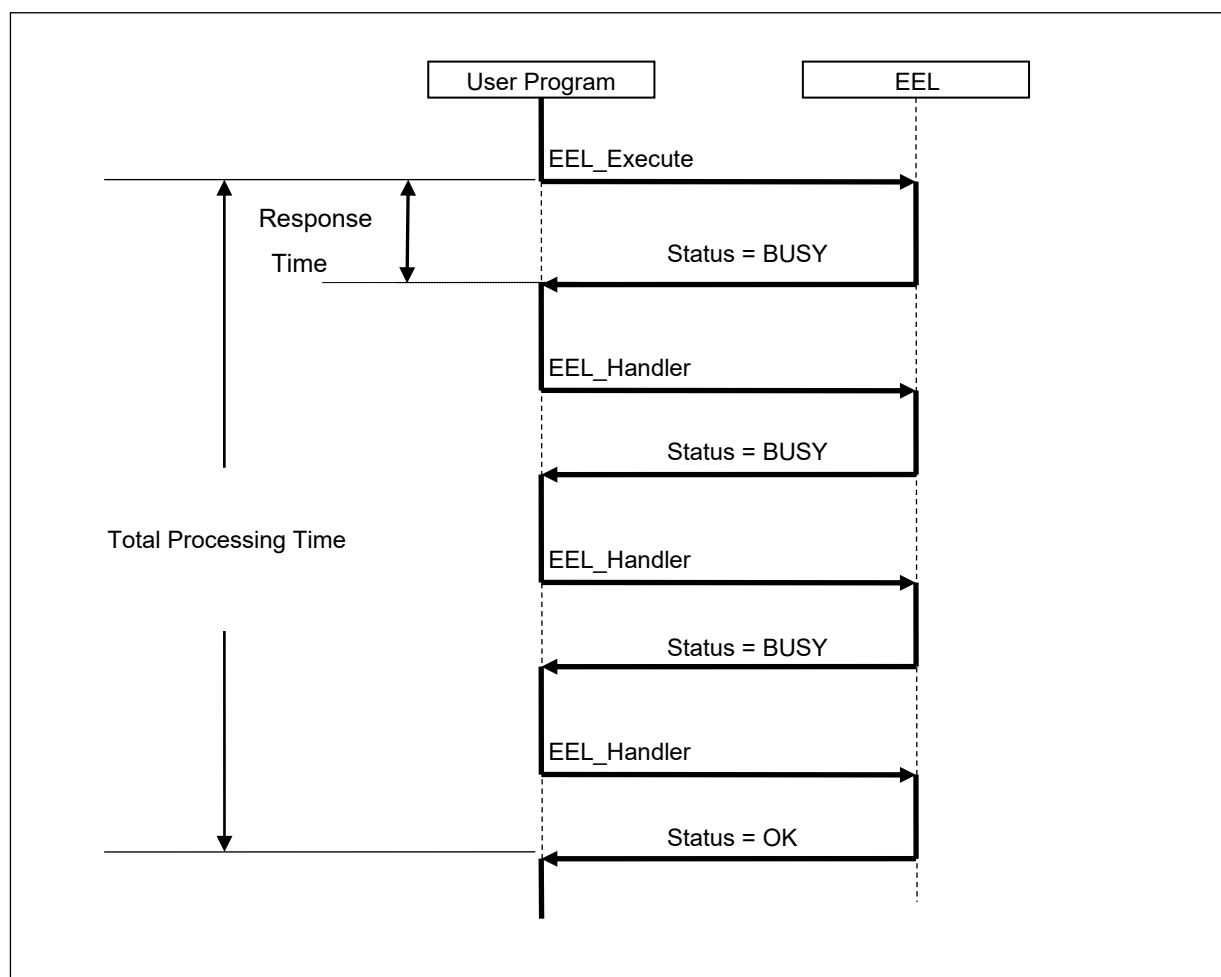 User Program
EEL
EEL_Execute
Response
Time
Status = BUSY
EEL_Handler
Status = BUSY
Total Processing Time
EEL_Handler
Status = BUSY
EEL_Handler
Status = OK